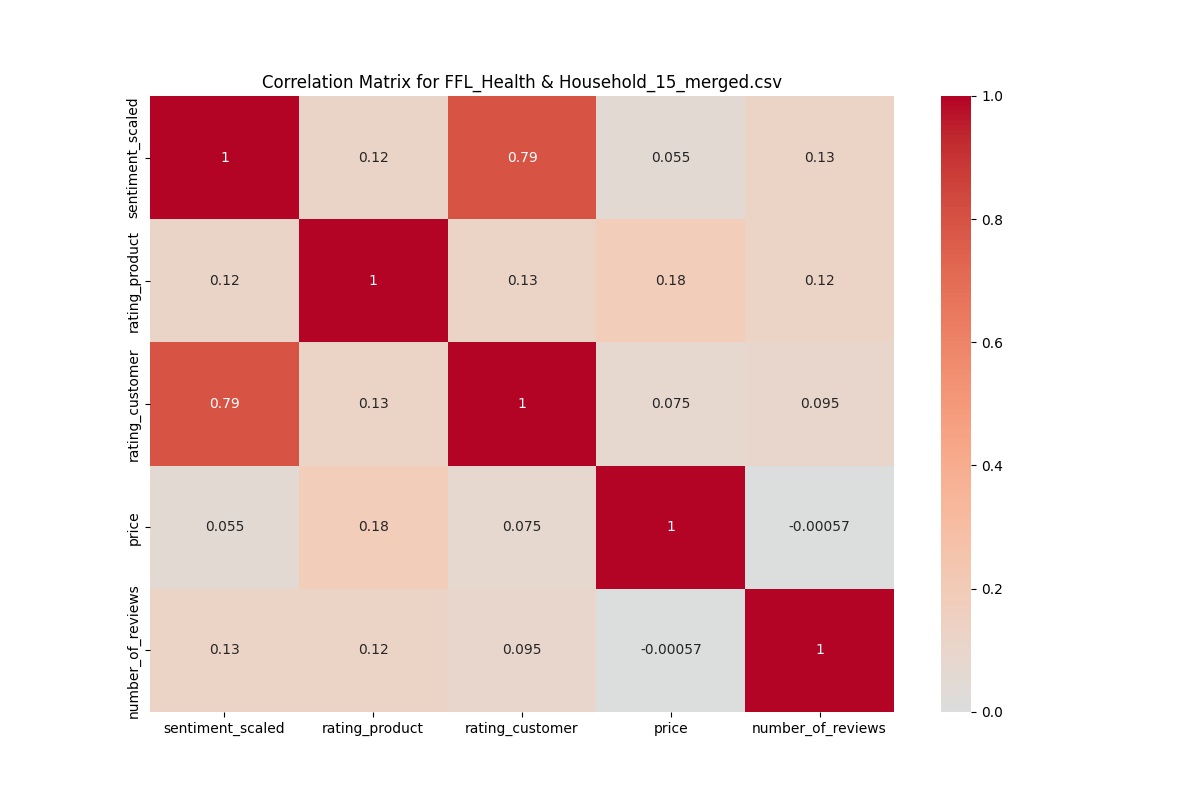 Correlation Matrix for FFL_Health & Household_15_merged.csv
sentiment_scaled 1 0.12 0.79 0.055 0.13
rating_product 0.12 1 0.13 0.18 0.12
rating_customer 0.79 0.13 1 0.075 0.095
price 0.055 0.18 0.075 1 -0.00057
number_of_reviews 0.13 0.12 0.095 -0.00057 1
sentiment_scaled rating_product rating_customer price number_of_reviews
1.0
0.8
0.6
0.4
0.2
0.0